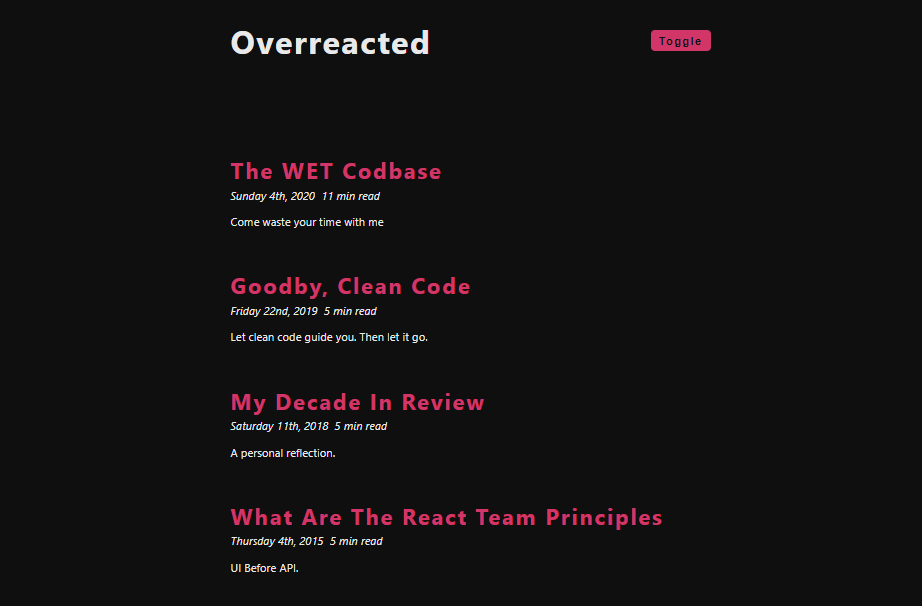 Overreacted
Toggle
The WET Codbase
Sunday 4th, 2020 11 min read
Come waste your time with me
Goodby, Clean Code
Friday 22nd, 2019 5 min read
Let clean code guide you. Then let it go.
My Decade In Review
Saturday 11th, 2018 5 min read
A personal reflection.
What Are The React Team Principles
Thursday 4th, 2015 5 min read
UI Before API.